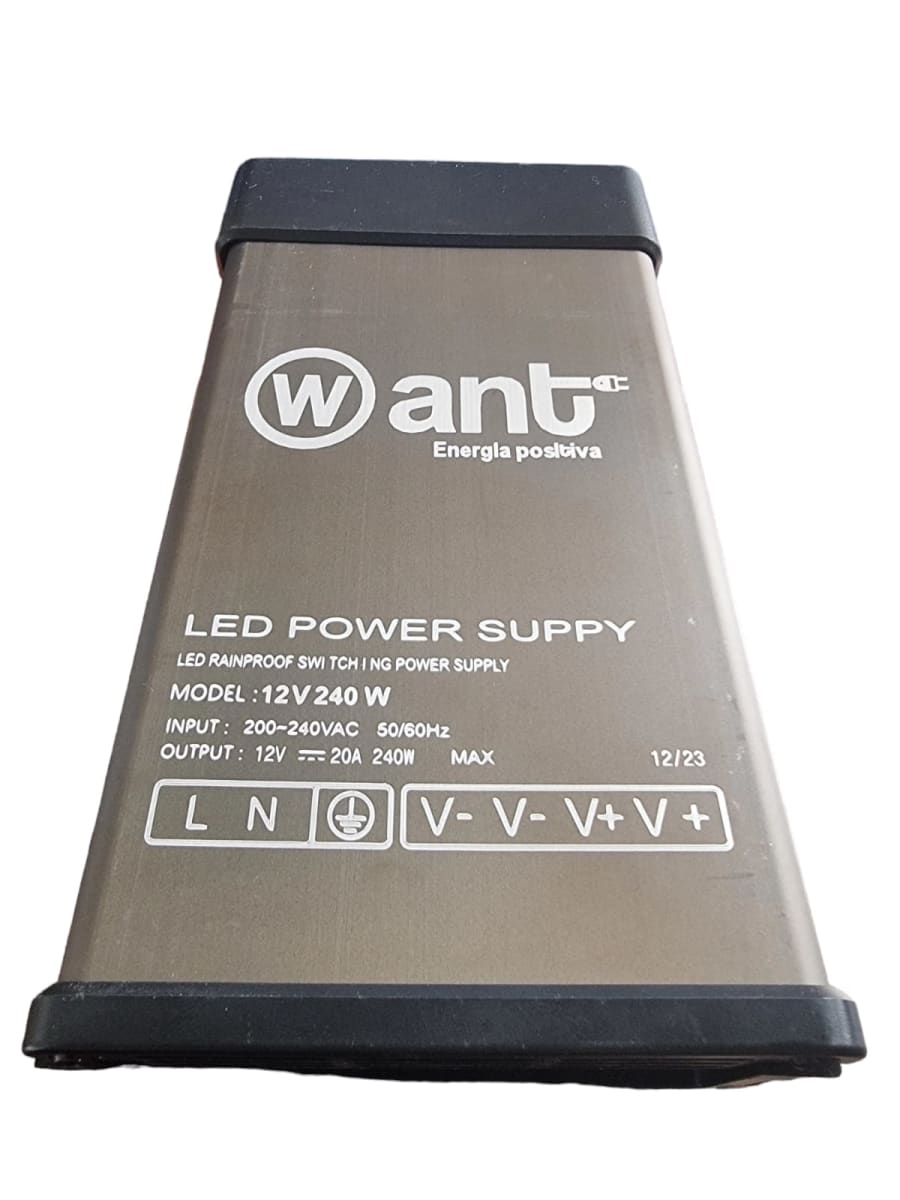 Want
Energia positiva
LED POWER SUPPY
LED RAINPROOF SWI TCH I NG POWER SUPPLY
MODEL : 12V 240 W
INPUT : 200~240VAC 50/60Hz
OUTPUT : 12V ⎓ 20A 240W MAX 12/23
L N ⏚ V- V- V+ V +